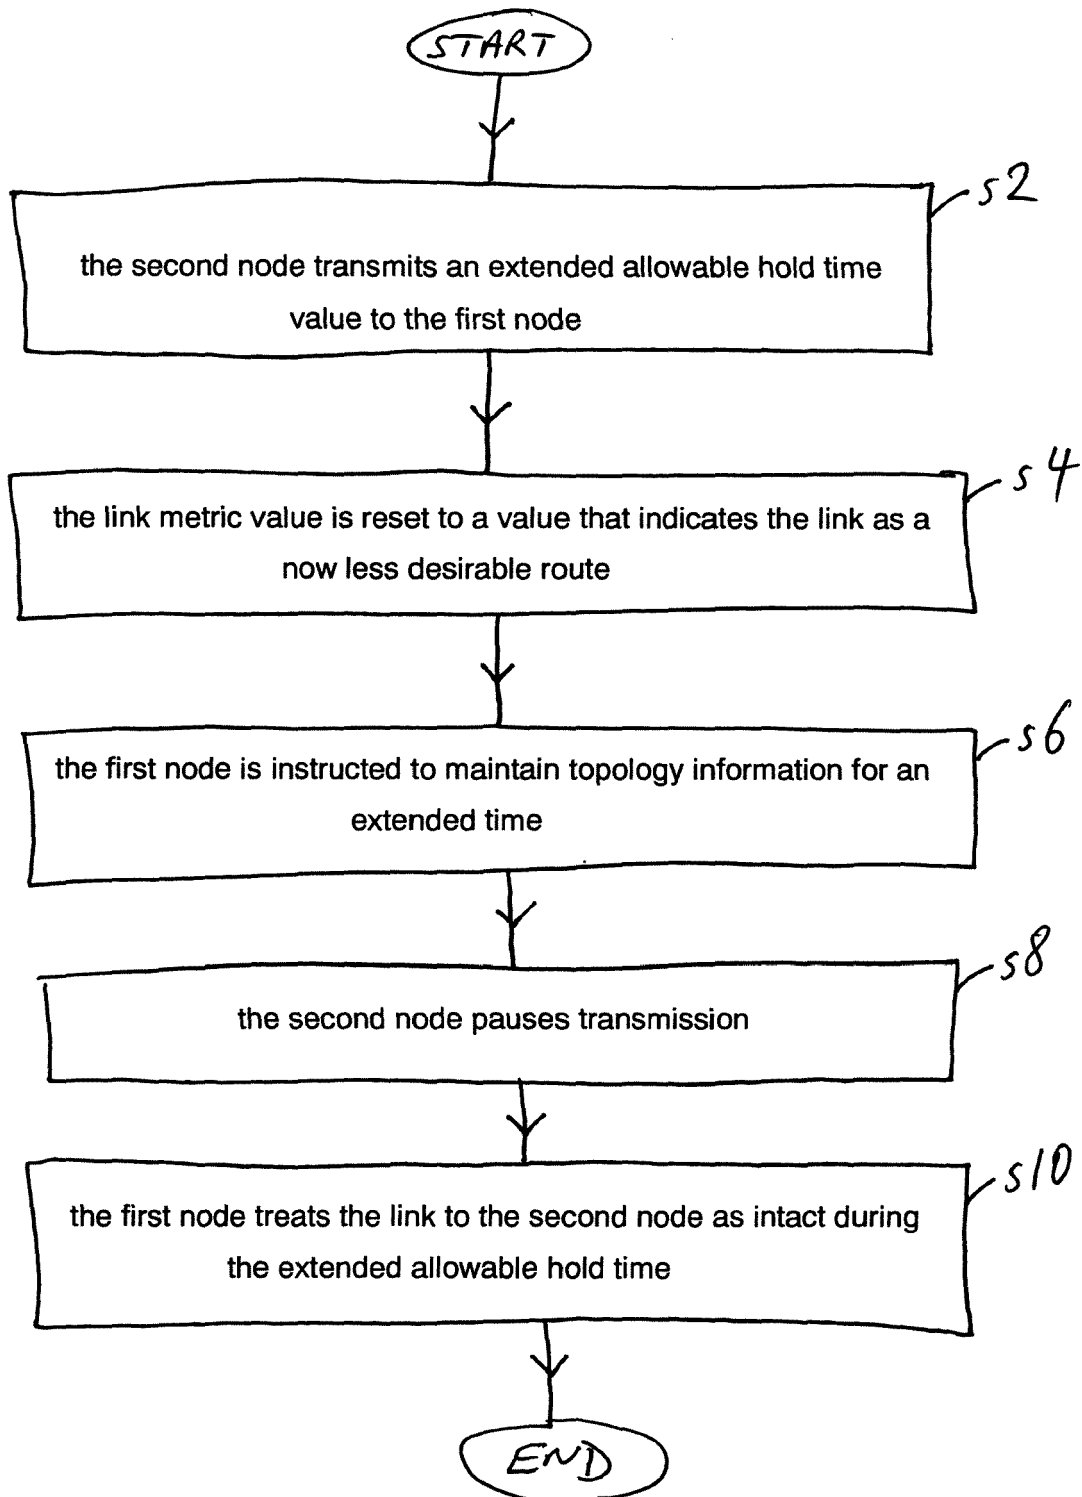 START
s2
the second node transmits an extended allowable hold time
value to the first node
s4
the link metric value is reset to a value that indicates the link as a
now less desirable route
s6
the first node is instructed to maintain topology information for an
extended time
s8
the second node pauses transmission
s10
the first node treats the link to the second node as intact during
the extended allowable hold time
END